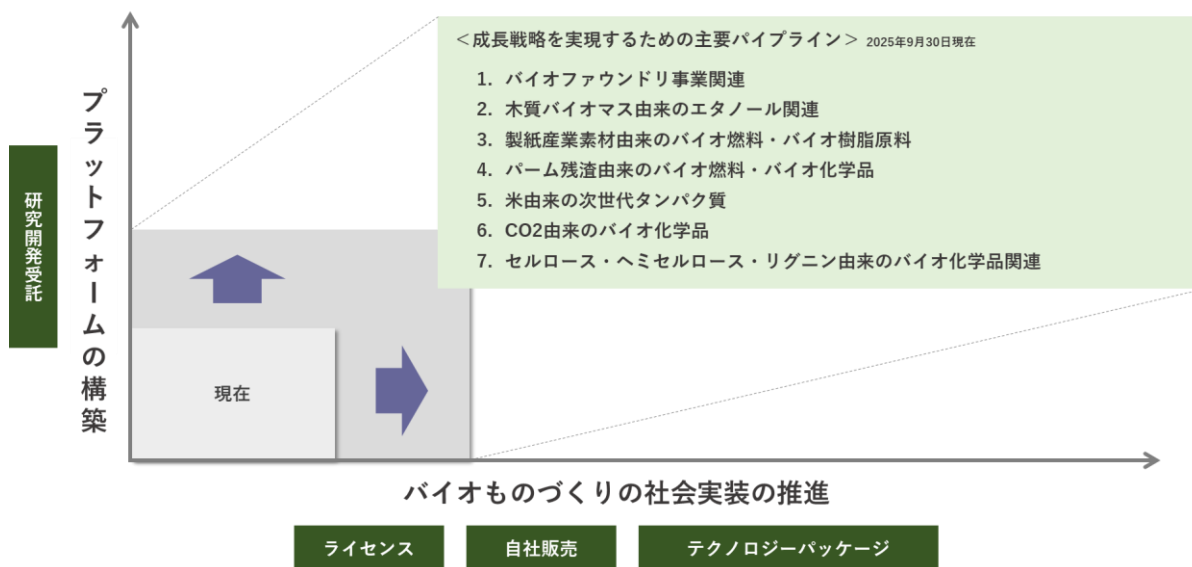 ＜成長戦略を実現するための主要パイプライン＞ 2025年9月30日現在
1. バイオファウンドリ事業関連
2. 木質バイオマス由来のエタノール関連
3. 製紙産業素材由来のバイオ燃料・バイオ樹脂原料
4. パーム残渣由来のバイオ燃料・バイオ化学品
5. 米由来の次世代タンパク質
6. CO2由来のバイオ化学品
7. セルロース・ヘミセルロース・リグニン由来のバイオ化学品関連
研究開発受託
プラットフォームの構築
現在
バイオものづくりの社会実装の推進
ライセンス
自社販売
テクノロジーパッケージ